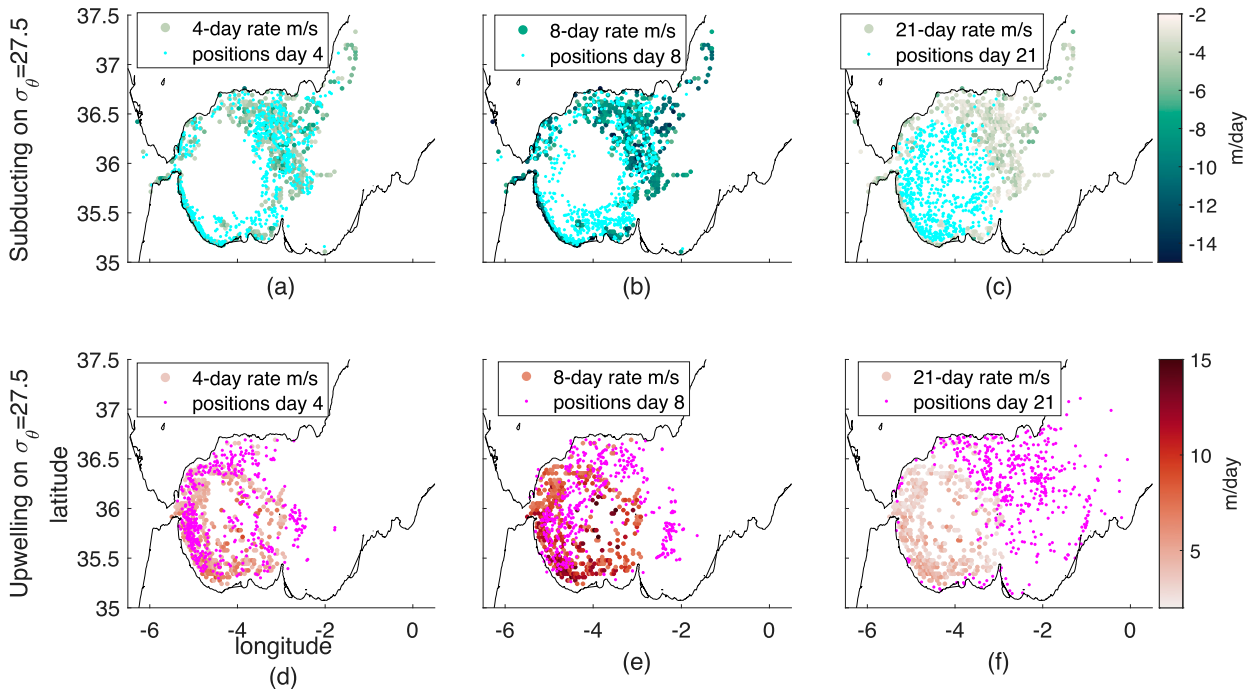 Subducting on σθ=27.5
37.5
37
36.5
36
35.5
35
4-day rate m/s
positions day 4
(a)
8-day rate m/s
positions day 8
(b)
21-day rate m/s
positions day 21
(c)
-2
-4
-6
-8
-10
-12
-14
m/day
Upwelling on σθ=27.5
latitude
37.5
37
36.5
36
35.5
35
4-day rate m/s
positions day 4
-6
-4
-2
0
longitude
(d)
8-day rate m/s
positions day 8
-6
-4
-2
0
(e)
21-day rate m/s
positions day 21
-6
-4
-2
0
(f)
15
10
5
m/day